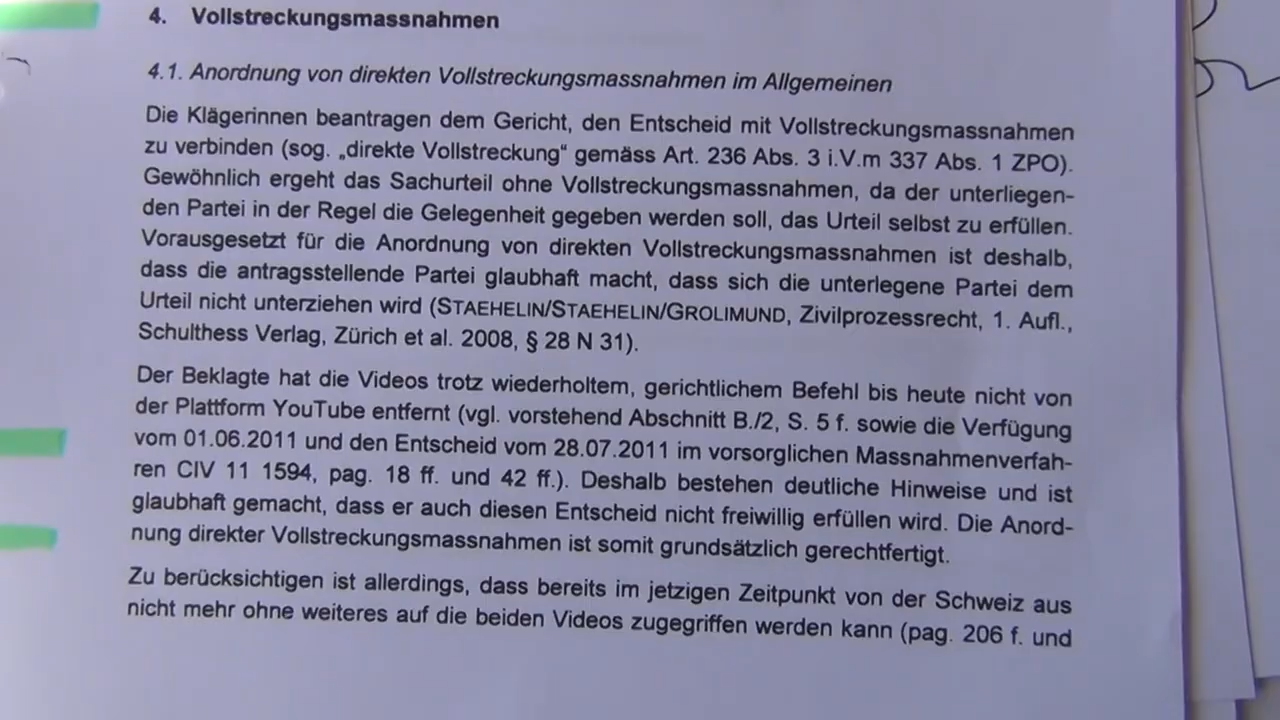 4. Vollstreckungsmassnahmen
4.1. Anordnung von direkten Vollstreckungsmassnahmen im Allgemeinen
Die Klägerinnen beantragen dem Gericht, den Entscheid mit Vollstreckungsmassnahmen
zu verbinden (sog. „direkte Vollstreckung“ gemäss Art. 236 Abs. 3 i.V.m 337 Abs. 1 ZPO).
Gewöhnlich ergeht das Sachurteil ohne Vollstreckungsmassnahmen, da der unterliegen-
den Partei in der Regel die Gelegenheit gegeben werden soll, das Urteil selbst zu erfüllen.
Vorausgesetzt für die Anordnung von direkten Vollstreckungsmassnahmen ist deshalb,
dass die antragsstellende Partei glaubhaft macht, dass sich die unterlegene Partei dem
Urteil nicht unterziehen wird (STAEHELIN/STAEHELIN/GROLIMUND, Zivilprozessrecht, 1. Aufl.,
Schulthess Verlag, Zürich et al. 2008, § 28 N 31).
Der Beklagte hat die Videos trotz wiederholtem, gerichtlichem Befehl bis heute nicht von
der Plattform YouTube entfernt (vgl. vorstehend Abschnitt B./2, S. 5 f. sowie die Verfügung
vom 01.06.2011 und den Entscheid vom 28.07.2011 im vorsorglichen Massnahmenverfah-
ren CIV 11 1594, pag. 18 ff. und 42 ff.). Deshalb bestehen deutliche Hinweise und ist
glaubhaft gemacht, dass er auch diesen Entscheid nicht freiwillig erfüllen wird. Die Anord-
nung direkter Vollstreckungsmassnahmen ist somit grundsätzlich gerechtfertigt.
Zu berücksichtigen ist allerdings, dass bereits im jetzigen Zeitpunkt von der Schweiz aus
nicht mehr ohne weiteres auf die beiden Videos zugegriffen werden kann (pag. 206 f. und